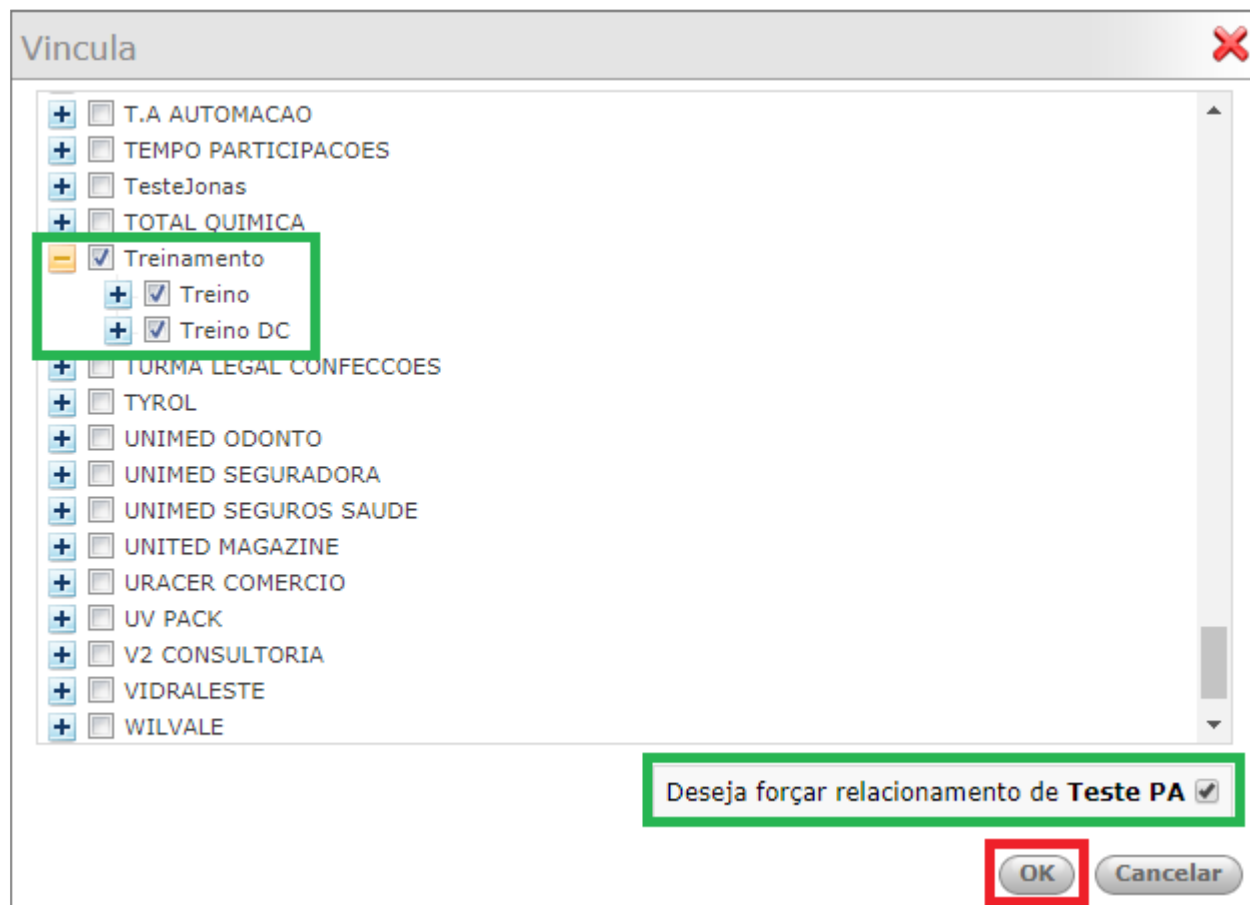 Vincula
T.A AUTOMACAO
TEMPO PARTICIPACOES
TesteJonas
TOTAL QUIMICA
Treinamento
Treino
Treino DC
TURMA LEGAL CONFECCOES
TYROL
UNIMED ODONTO
UNIMED SEGURADORA
UNIMED SEGUROS SAUDE
UNITED MAGAZINE
URACER COMERCIO
UV PACK
V2 CONSULTORIA
VIDRALESTE
WILVALE
Deseja forçar relacionamento de Teste PA
OK Cancelar